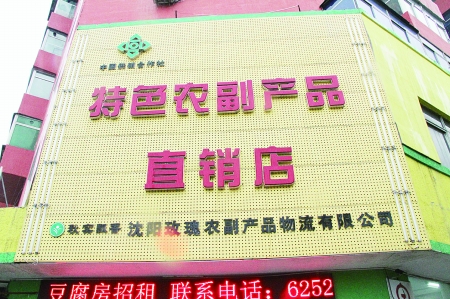 中国供销合作社
特色农副产品
直销店
沈阳玫瑰农副产品物流有限公司
豆腐房招租 联系电话：6252